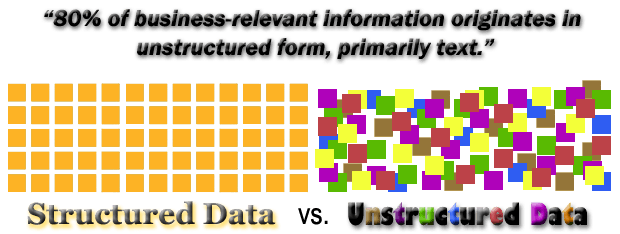 “80% of business-relevant information originates in
unstructured form, primarily text.”
Structured Data vs. Unstructured Data